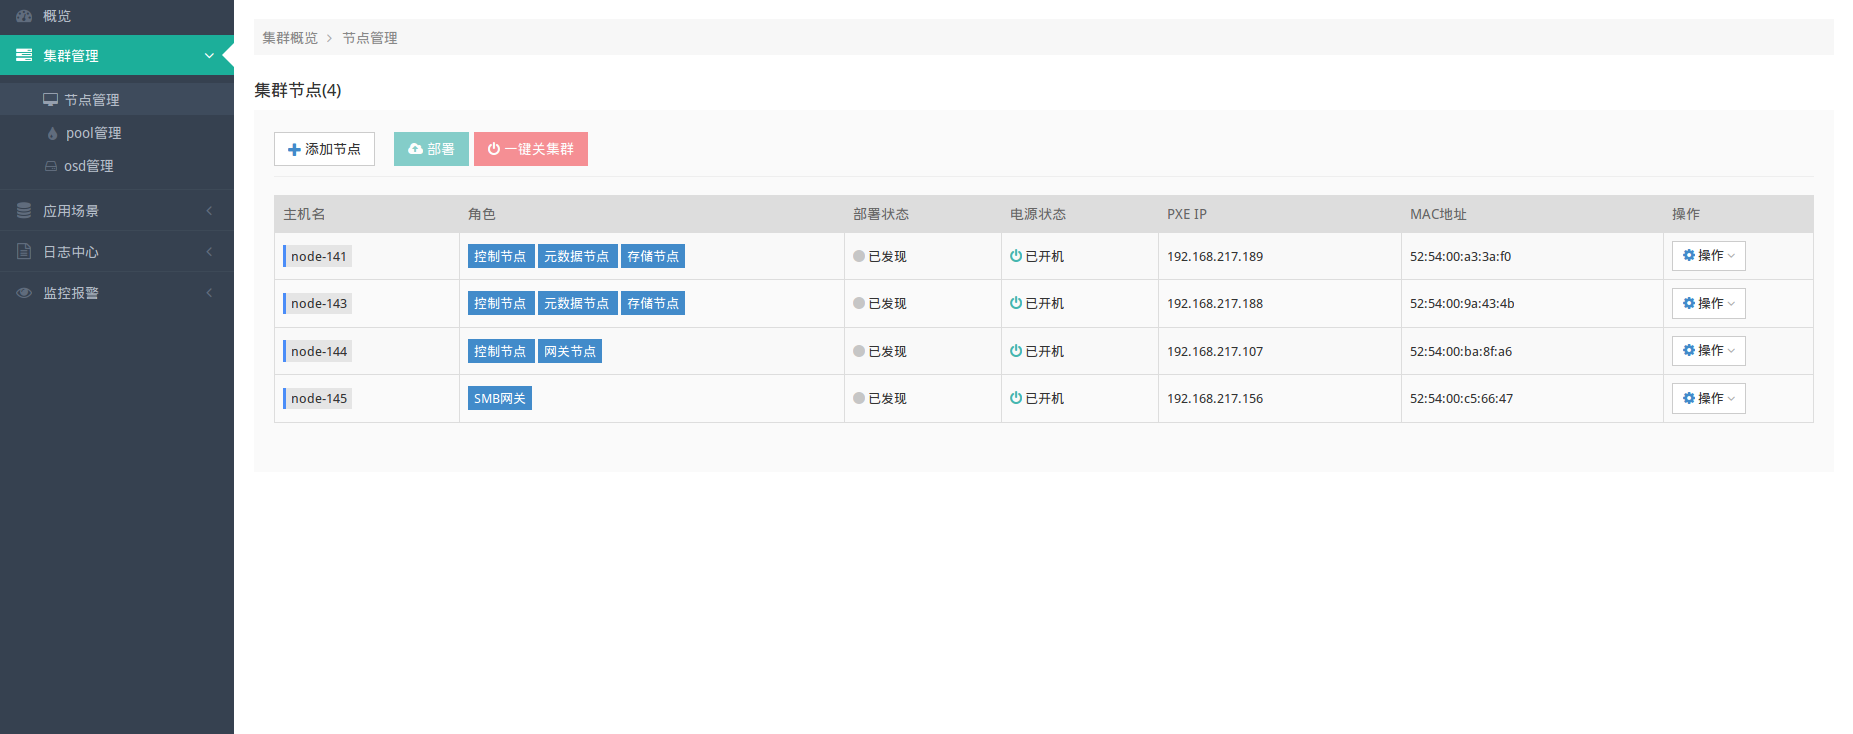 概览
集群管理
节点管理
pool管理
osd管理
应用场景
日志中心
监控报警
集群概览 > 节点管理
集群节点(4)
添加节点 部署 一键关集群
主机名 角色 部署状态 电源状态 PXE IP MAC地址 操作
node-141 控制节点 元数据节点 存储节点 已发现 已开机 192.168.217.189 52:54:00:a3:3a:f0 操作
node-143 控制节点 元数据节点 存储节点 已发现 已开机 192.168.217.188 52:54:00:9a:43:4b 操作
node-144 控制节点 网关节点 已发现 已开机 192.168.217.107 52:54:00:ba:8f:a6 操作
node-145 SMB网关 已发现 已开机 192.168.217.156 52:54:00:c5:66:47 操作